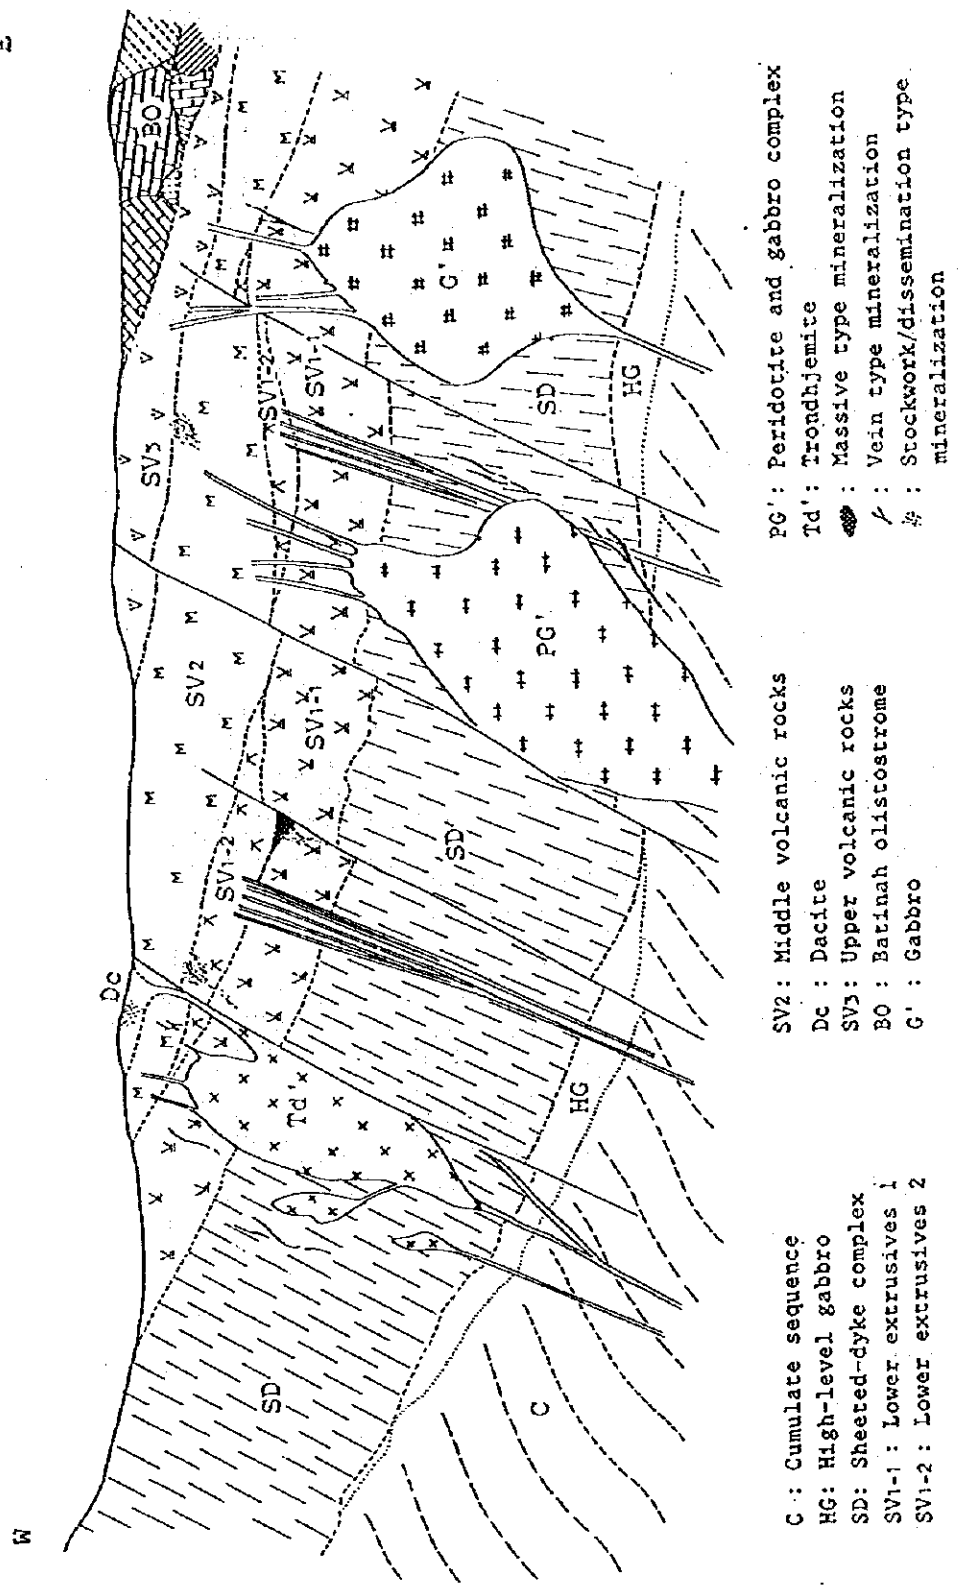 W
E
BO
SV3
SV2
Dc
SV1-2
SV1-2
SV1-1
SV1-1
G'
Td'
PG'
SD
SD
SD
HG
HG
C
C : Cumulate sequence
HG: High-level gabbro
SD: Sheeted-dyke complex
SV1-1 : Lower extrusives 1
SV1-2 : Lower extrusives 2
SV2: Middle volcanic rocks
Dc : Dacite
SV3: Upper volcanic rocks
BO : Batinah olistostrome
G' : Gabbro
PG': Peridotite and gabbro complex
Td': Trondhjemite
: Massive type mineralization
: Vein type mineralization
: Stockwork/dissemination type
mineralization